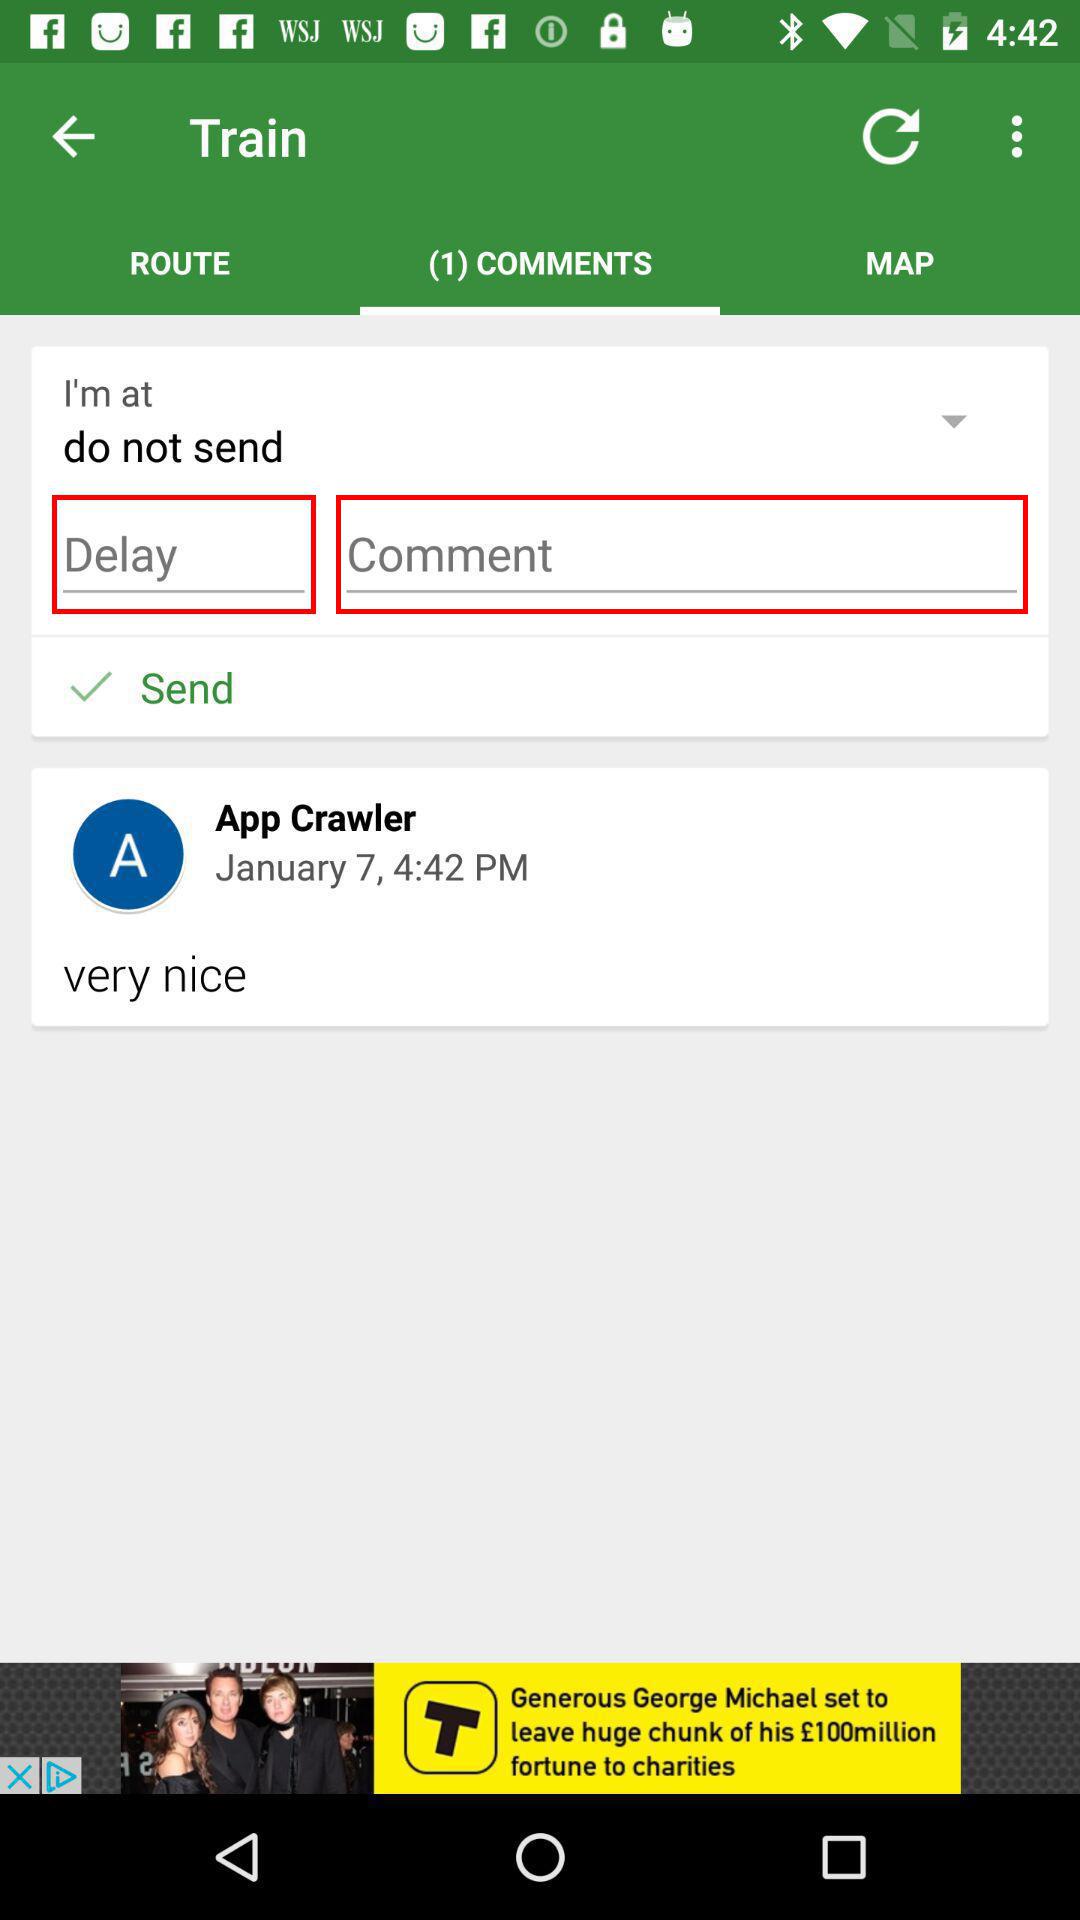 WSJ WSJ 4:42
Train
ROUTE (1) COMMENTS MAP
I'm at
do not send
Delay Comment
Send
A
App Crawler
January 7, 4:42 PM
very nice
T
Generous George Michael set to
leave huge chunk of his £100million
fortune to charities